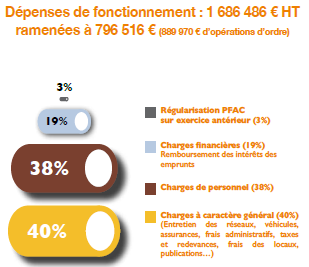 Dépenses de fonctionnement : 1 686 486 € HT
ramenées à 796 516 € (889 970 € d'opérations d'ordre)
3%
19%
38%
40%
Régularisation PFAC
sur exercice antérieur (3%)
Charges financières (19%)
Remboursement des intérêts des
emprunts
Charges de personnel (38%)
Charges à caractère général (40%)
(Entretien des réseaux, véhicules,
assurances, frais administratifs, taxes
et redevances, frais des locaux,
publications...)